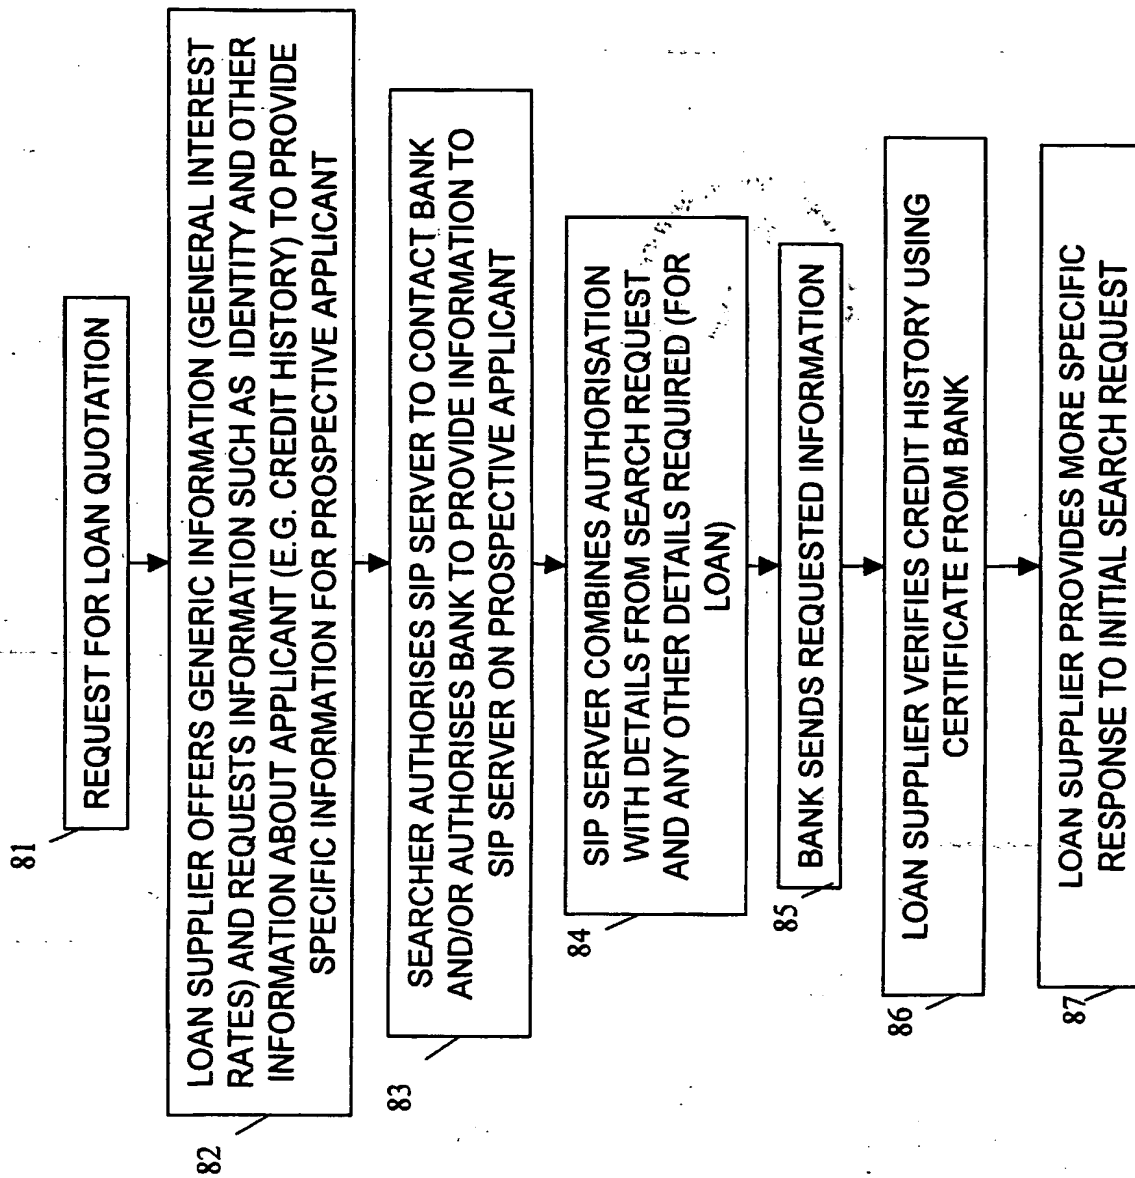 81
REQUEST FOR LOAN QUOTATION
82
LOAN SUPPLIER OFFERS GENERIC INFORMATION (GENERAL INTEREST
RATES) AND REQUESTS INFORMATION SUCH AS IDENTITY AND OTHER
INFORMATION ABOUT APPLICANT (E.G. CREDIT HISTORY) TO PROVIDE
SPECIFIC INFORMATION FOR PROSPECTIVE APPLICANT
83
SEARCHER AUTHORISES SIP SERVER TO CONTACT BANK
AND/OR AUTHORISES BANK TO PROVIDE INFORMATION TO
SIP SERVER ON PROSPECTIVE APPLICANT
84
SIP SERVER COMBINES AUTHORISATION
WITH DETAILS FROM SEARCH REQUEST
AND ANY OTHER DETAILS REQUIRED (FOR
LOAN)
85
BANK SENDS REQUESTED INFORMATION
86
LOAN SUPPLIER VERIFIES CREDIT HISTORY USING
CERTIFICATE FROM BANK
87
LOAN SUPPLIER PROVIDES MORE SPECIFIC
RESPONSE TO INITIAL SEARCH REQUEST